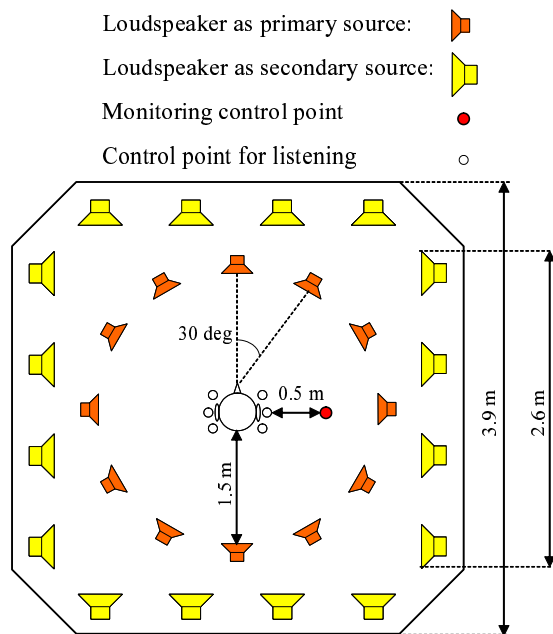 Loudspeaker as primary source:
Loudspeaker as secondary source:
Monitoring control point
Control point for listening
30 deg
0.5 m
1.5 m
3.9 m
2.6 m